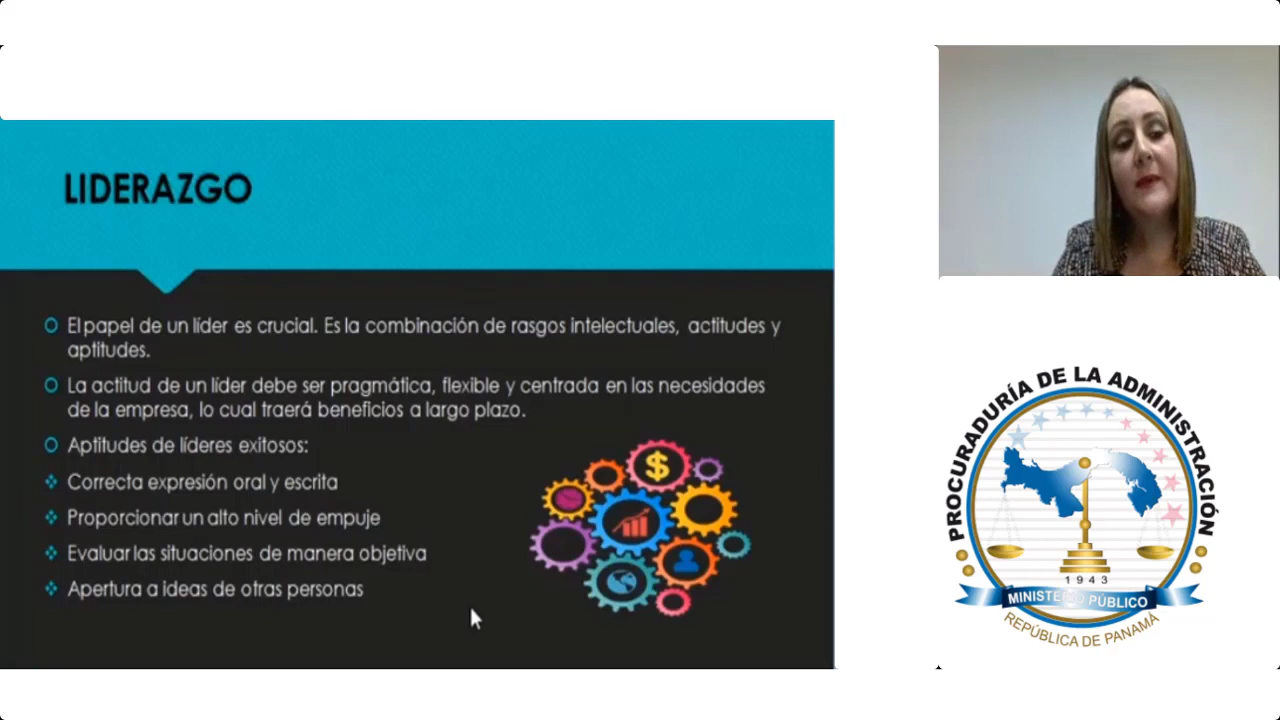 LIDERAZGO
El papel de un líder es crucial. Es la combinación de rasgos intelectuales, actitudes y
aptitudes.
La actitud de un líder debe ser pragmática, flexible y centrada en las necesidades
de la empresa, lo cual traerá beneficios a largo plazo.
Aptitudes de líderes exitosos:
Correcta expresión oral y escrita
Proporcionar un alto nivel de empuje
Evaluar las situaciones de manera objetiva
Apertura a ideas de otras personas
$
PROCURADURÍA DE LA ADMINISTRACIÓN
1943
MINISTERIO PÚBLICO
REPÚBLICA DE PANAMÁ